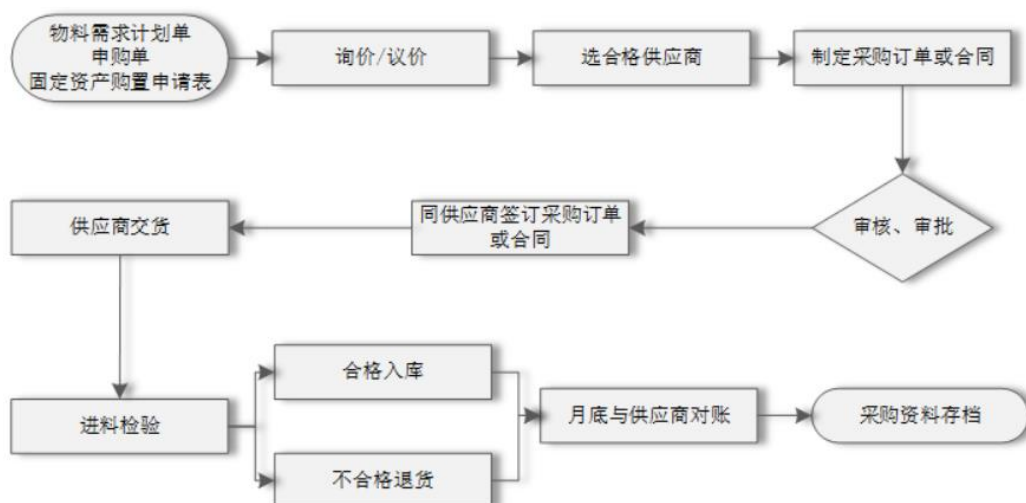 物料需求计划单
申购单
固定资产购置申请表
询价/议价
选合格供应商
制定采购订单或合同
审核、审批
同供应商签订采购订单
或合同
供应商交货
进料检验
合格入库
不合格退货
月底与供应商对账
采购资料存档